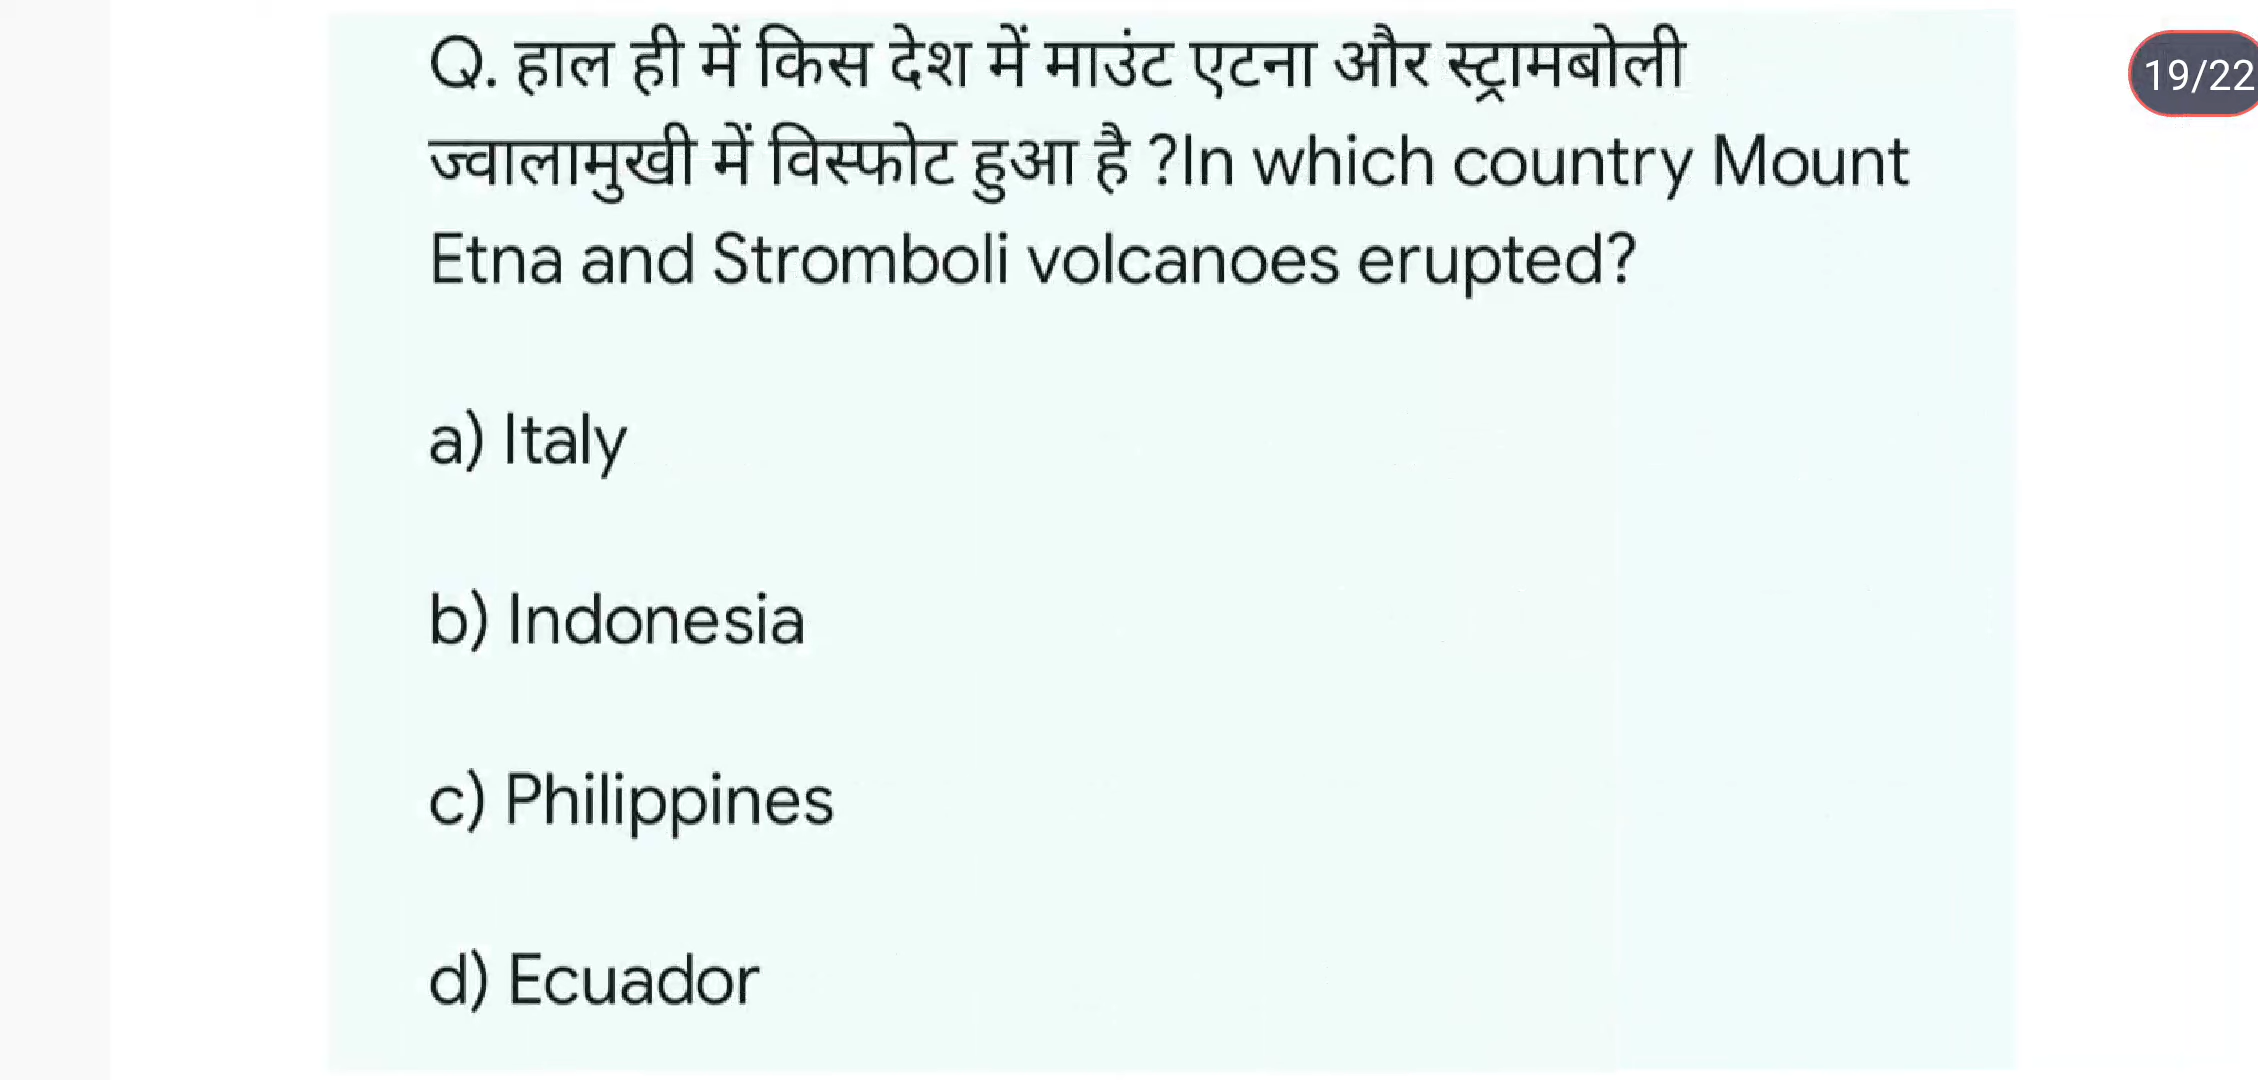 Q. हाल ही में किस देश में माउंट एटना और स्ट्रामबोली
19/22
ज्वालामुखी में विस्फोट हुआ है ?In which country Mount
Etna and Stromboli volcanoes erupted?
a) Italy
b) Indonesia
c) Philippines
d) Ecuador